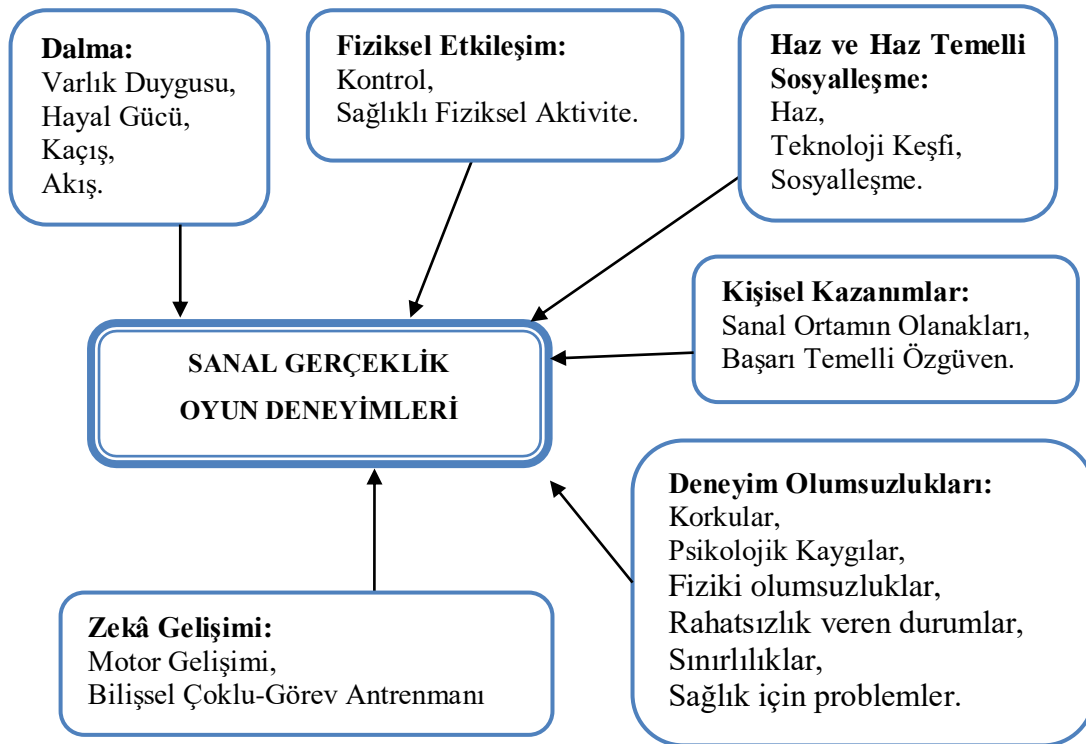 Dalma:
Varlık Duygusu,
Hayal Gücü,
Kaçış,
Akış.
Fiziksel Etkileşim:
Kontrol,
Sağlıklı Fiziksel Aktivite.
Haz ve Haz Temelli
Sosyalleşme:
Haz,
Teknoloji Keşfi,
Sosyalleşme.
Kişisel Kazanımlar:
Sanal Ortamın Olanakları,
Başarı Temelli Özgüven.
SANAL GERÇEKLİK
OYUN DENEYİMLERİ
Deneyim Olumsuzlukları:
Korkular,
Psikolojik Kaygılar,
Fiziki olumsuzluklar,
Rahatsızlık veren durumlar,
Sınırlılıklar,
Sağlık için problemler.
Zekâ Gelişimi:
Motor Gelişimi,
Bilişsel Çoklu-Görev Antrenmanı